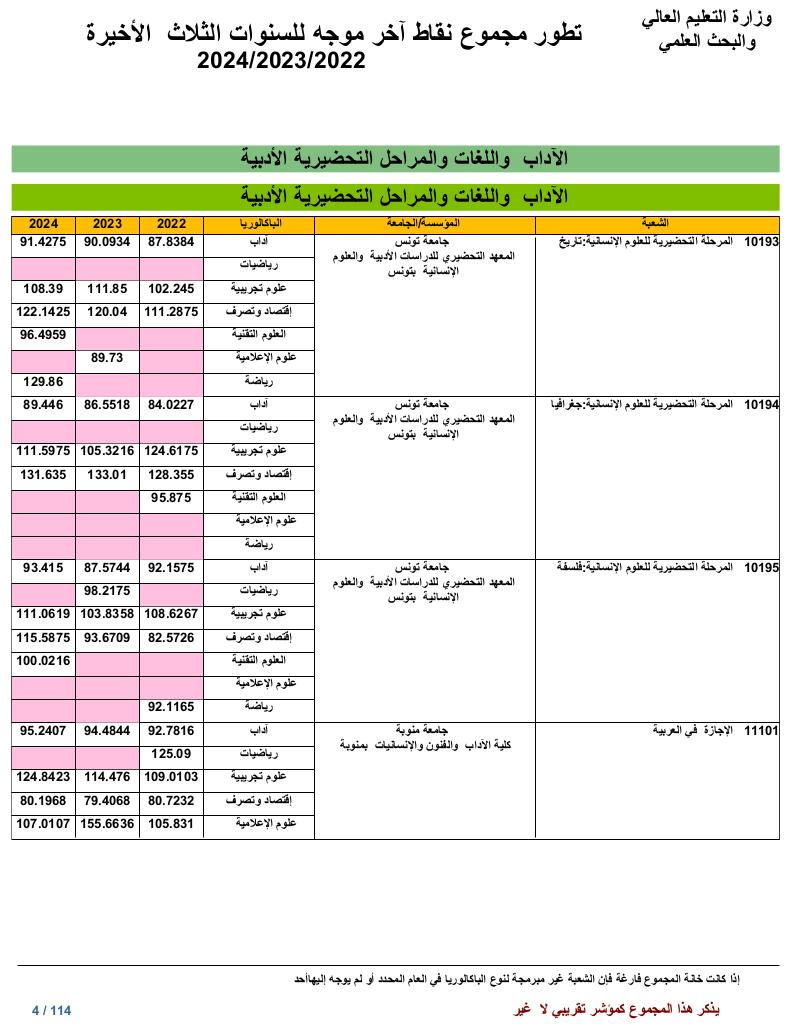 وزارة التعليم العالي
والبحث العلمي
تطور مجموع نقاط آخر موجه للسنوات الثلاث الأخيرة
2024/2023/2022
الآداب واللغات والمراحل التحضيرية الأدبية
الآداب واللغات والمراحل التحضيرية الأدبية
الشعبة المؤسسة/الجامعة الباكالوريا 2022 2023 2024
10193 المرحلة التحضيرية للعلوم الإنسانية:تاريخ جامعة تونس آداب 87.8384 90.0934 91.4275
المعهد التحضيري للدراسات الأدبية والعلوم رياضيات
الإنسانية بتونس
علوم تجريبية 102.245 111.85 108.39
إقتصاد وتصرف 111.2875 120.04 122.1425
العلوم التقنية 96.4959
علوم الإعلامية 89.73
رياضة 129.86
10194 المرحلة التحضيرية للعلوم الإنسانية:جغرافيا جامعة تونس آداب 84.0227 86.5518 89.446
المعهد التحضيري للدراسات الأدبية والعلوم رياضيات
الإنسانية بتونس
علوم تجريبية 124.6175 105.3216 111.5975
إقتصاد وتصرف 128.355 133.01 131.635
العلوم التقنية 95.875
علوم الإعلامية
رياضة
10195 المرحلة التحضيرية للعلوم الإنسانية:فلسفة جامعة تونس آداب 92.1575 87.5744 93.415
المعهد التحضيري للدراسات الأدبية والعلوم رياضيات 98.2175
الإنسانية بتونس
علوم تجريبية 108.6267 103.8358 111.0619
إقتصاد وتصرف 82.5726 93.6709 115.5875
العلوم التقنية 100.0216
علوم الإعلامية
رياضة 92.1165
11101 الإجازة في العربية جامعة منوبة آداب 92.7816 94.4844 95.2407
كلية الآداب والفنون والإنسانيات بمنوبة رياضيات 125.09
علوم تجريبية 109.0103 114.476 124.8423
إقتصاد وتصرف 80.7232 79.4068 80.1968
علوم الإعلامية 105.831 155.6636 107.0107
إذا كانت خانة المجموع فارغة فإن الشعبة غير مبرمجة لنوع الباكالوريا في العام المحدد أو لم يوجه إليهاأحد
يذكر هذا المجموع كمؤشر تقريبي لا غير
4 / 114